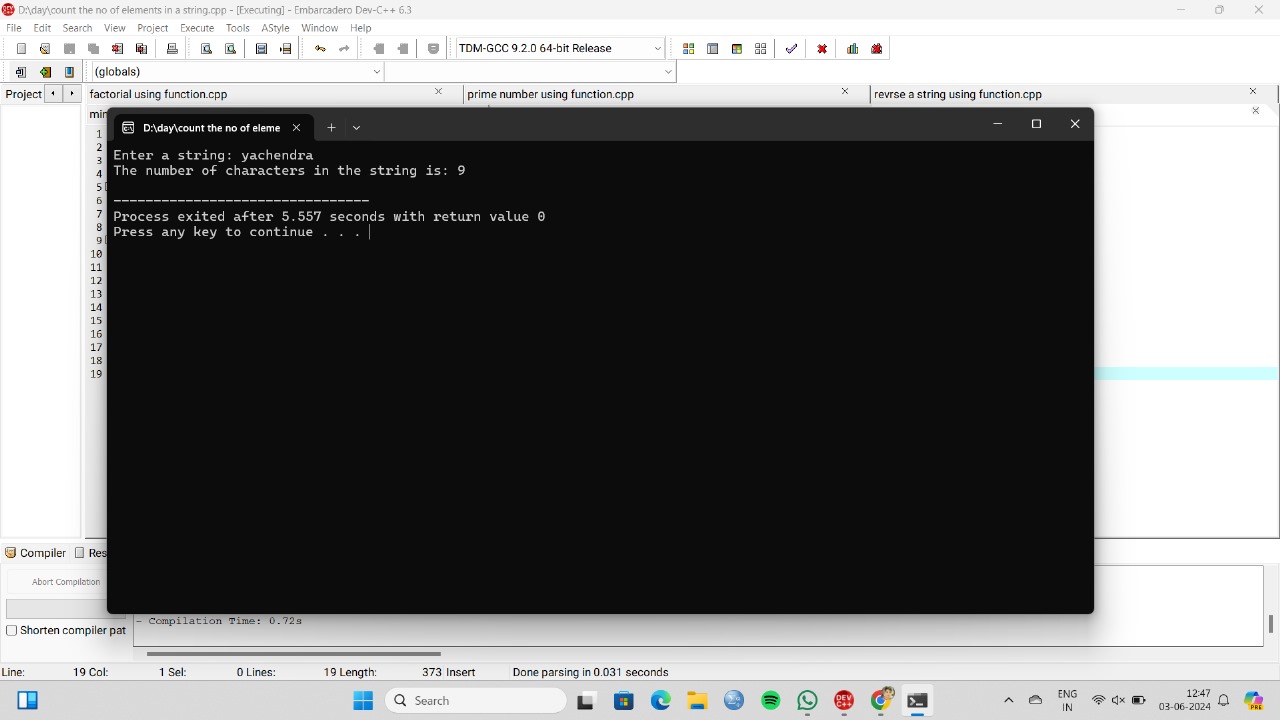 D:\day\count the no of elements in a string.cpp - [Executing] - Embarcadero Dev-C++ 6.3
File Edit Search View Project Execute Tools AStyle Window Help
TDM-GCC 9.2.0 64-bit Release
(globals)
Project factorial using function.cpp prime number using function.cpp revrse a string using function.cpp
D:\day\count the no of eleme
1
2
3
4
5
6
7
8
9
10
11
12
13
14
15
16
17
18
19
Enter a string: yachendra
The number of characters in the string is: 9
--------------------------------
Process exited after 5.557 seconds with return value 0
Press any key to continue . . .
Compiler
Abort Compilation
Shorten compiler pat
- Compilation Time: 0.72s
Line: 19 Col: 1 Sel: 0 Lines: 19 Length: 373 Insert Done parsing in 0.031 seconds
Search
ENG
IN
12:47
03-06-2024